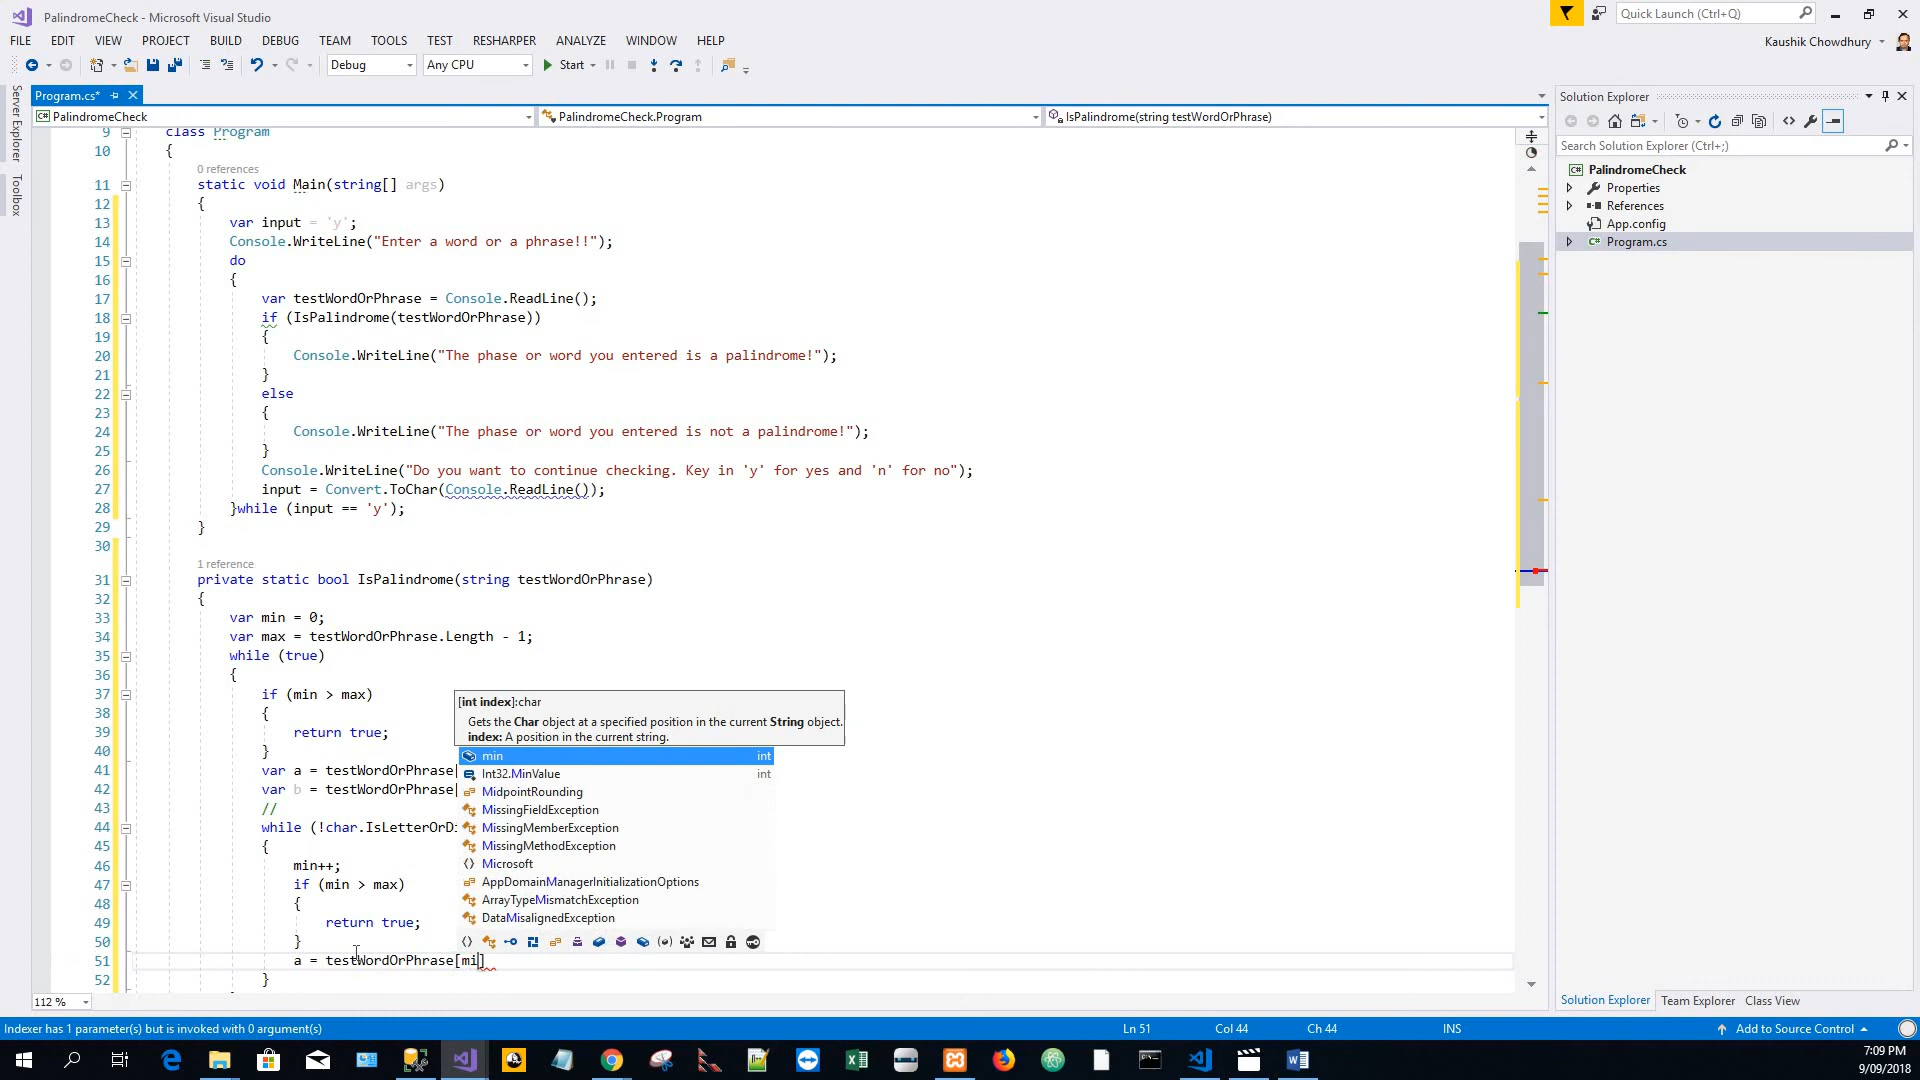 PalindromeCheck - Microsoft Visual Studio
Quick Launch (Ctrl+Q)
FILE EDIT VIEW PROJECT BUILD DEBUG TEAM TOOLS TEST RESHARPER ANALYZE WINDOW HELP
Kaushik Chowdhury
Debug Any CPU Start
Server Explorer
Toolbox
Program.cs*
PalindromeCheck PalindromeCheck.Program IsPalindrome(string testWordOrPhrase)
9 class Program
10 {
0 references
11 static void Main(string[] args)
12 {
13 var input = 'y';
14 Console.WriteLine("Enter a word or a phrase!!");
15 do
16 {
17 var testWordOrPhrase = Console.ReadLine();
18 if (IsPalindrome(testWordOrPhrase))
19 {
20 Console.WriteLine("The phase or word you entered is a palindrome!");
21 }
22 else
23 {
24 Console.WriteLine("The phase or word you entered is not a palindrome!");
25 }
26 Console.WriteLine("Do you want to continue checking. Key in 'y' for yes and 'n' for no");
27 input = Convert.ToChar(Console.ReadLine());
28 }while (input == 'y');
29 }
30
1 reference
31 private static bool IsPalindrome(string testWordOrPhrase)
32 {
33 var min = 0;
34 var max = testWordOrPhrase.Length - 1;
35 while (true)
36 {
37 if (min > max)
38 {
39 return true;
40 }
41 var a = testWordOrPhrase[
42 var b = testWordOrPhrase[
43 //
44 while (!char.IsLetterOrDi
45 {
46 min++;
47 if (min > max)
48 {
49 return true;
50 }
51 a = testWordOrPhrase[mi]
52 }
[int index]:char
Gets the Char object at a specified position in the current String object.
index: A position in the current string.
min int
Int32.MinValue int
MidpointRounding
MissingFieldException
MissingMemberException
MissingMethodException
Microsoft
AppDomainManagerInitializationOptions
ArrayTypeMismatchException
DataMisalignedException
112 %
Solution Explorer
Search Solution Explorer (Ctrl+;)
PalindromeCheck
Properties
References
App.config
Program.cs
Solution Explorer Team Explorer Class View
Indexer has 1 parameter(s) but is invoked with 0 argument(s) Ln 51 Col 44 Ch 44 INS Add to Source Control
7:09 PM
9/09/2018